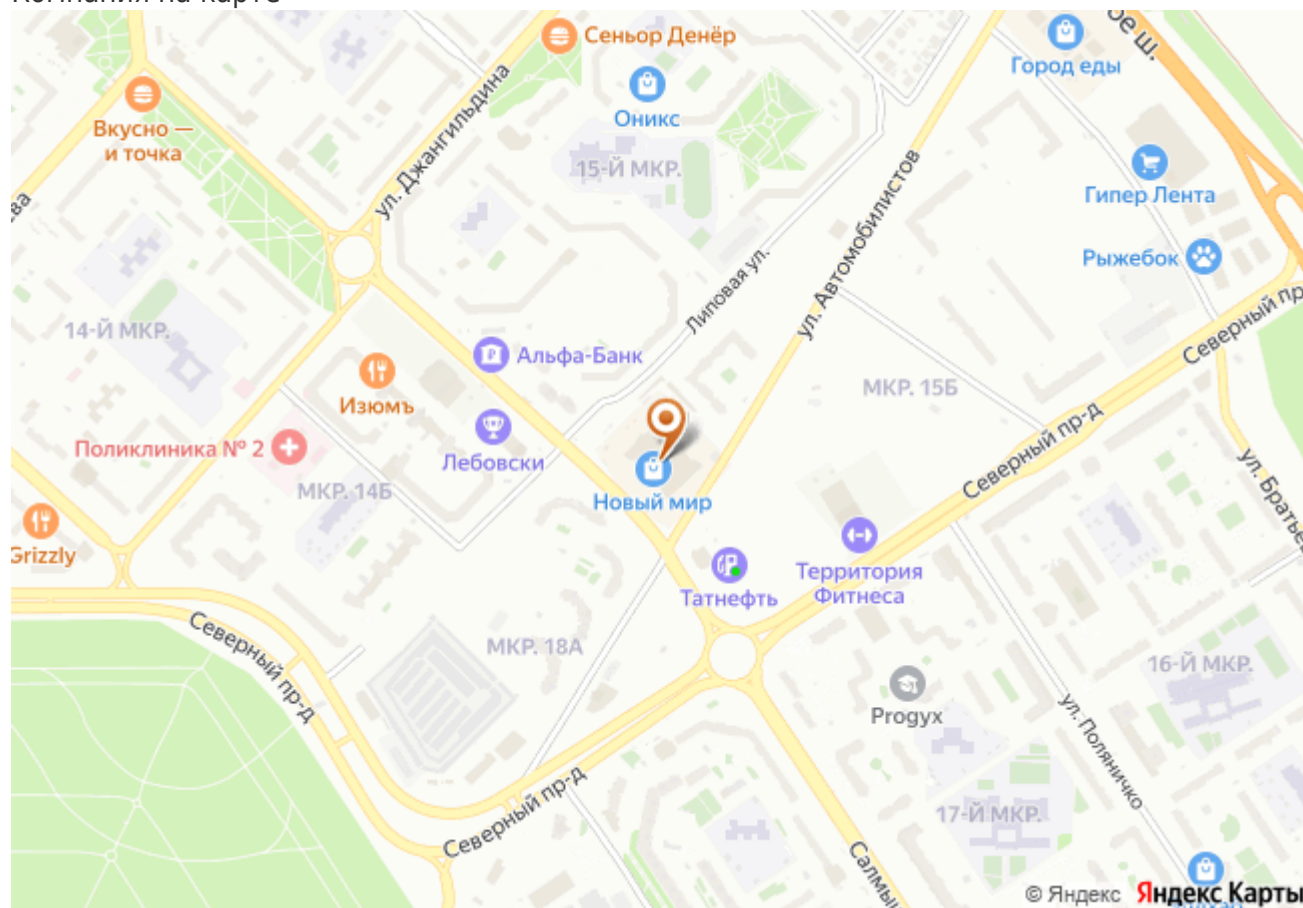 Сеньор Денёр
Город еды
Оникс
Вкусно —
и точка
ул. Джангильдина
15-Й МКР.
ул. Автомобилистов
Гипер Лента
Рыжебок
Липовая ул.
Северный пр
14-Й МКР.
Альфа-Банк
МКР. 15Б
Изюмъ
Поликлиника № 2
Лебовски
Северный пр-д
МКР. 14Б
Новый мир
Grizzly
Территория
Фитнеса
Татнефть
Северный пр-д
МКР. 18А
16-Й МКР.
Progyx
ул. Поляничко
17-Й МКР.
Северный пр-д
© Яндекс Яндекс Карты